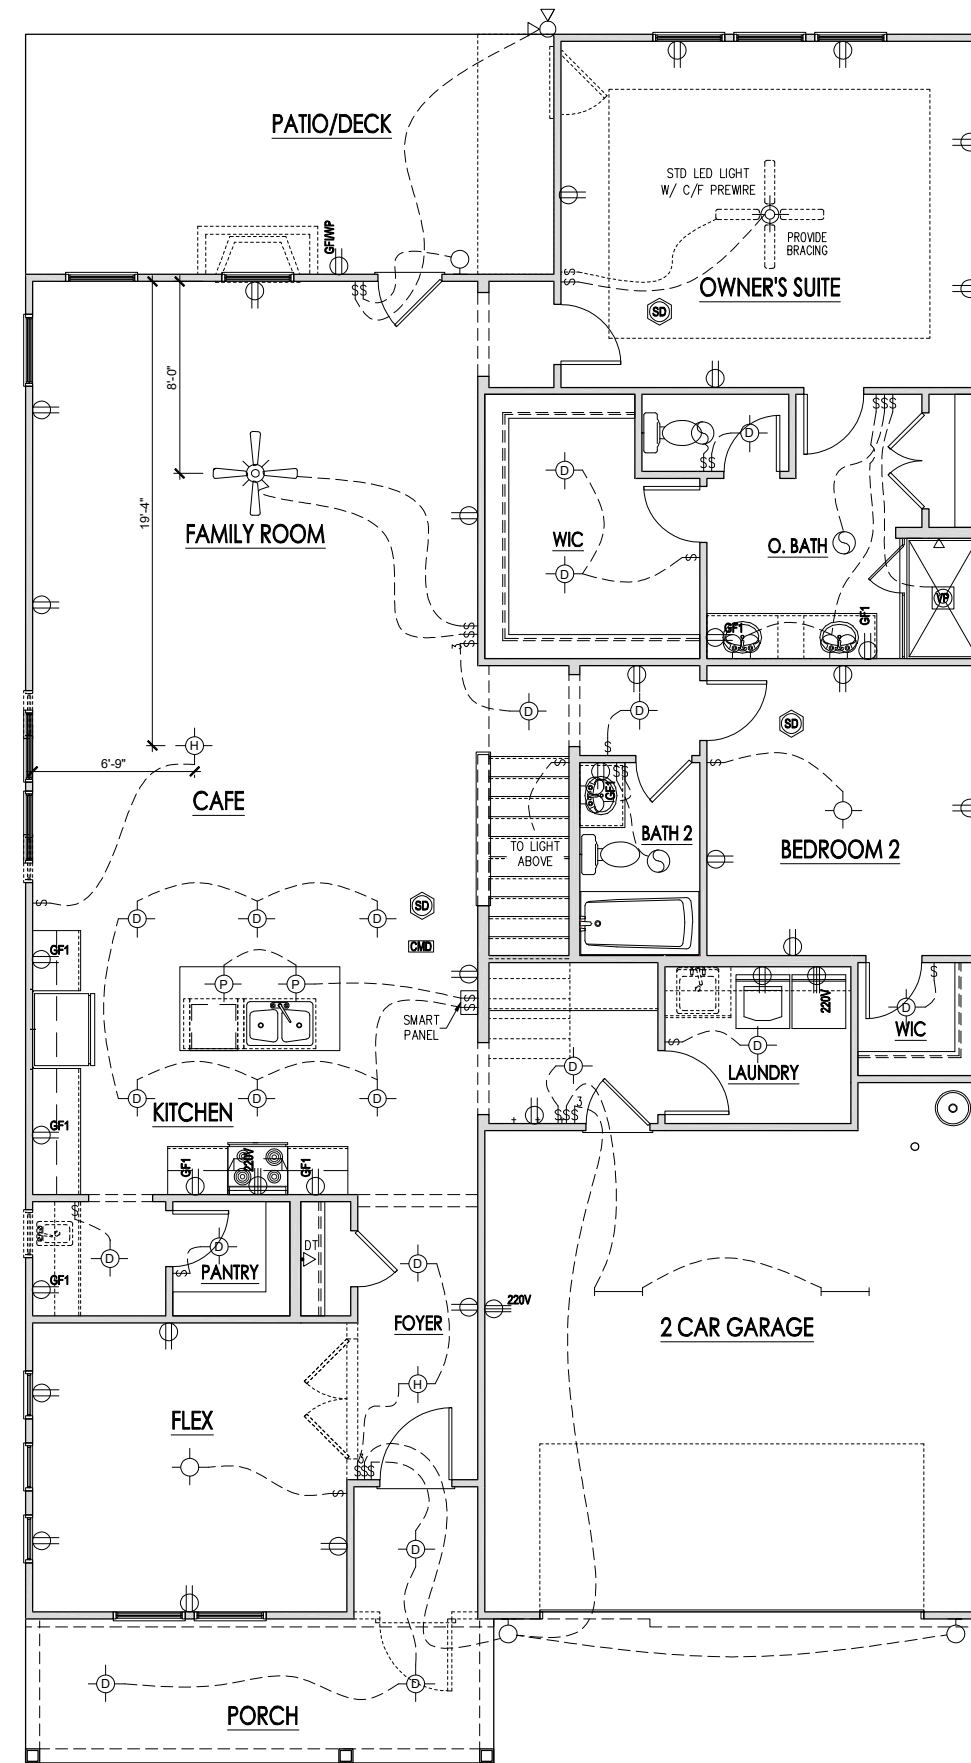 PATIO/DECK
STD LED LIGHT
W/ C/F PREWIRE
PROVIDE
BRACING
GFI/WP
OWNER'S SUITE
SD
$$
$
$
8'-0"
19'-4"
$$$
D
$$
D
FAMILY ROOM
WIC
O. BATH
$
D
VP
GF1
GF1
$
$
$
3
D
D
SD
H
6'-9"
$
$
$
$$
GF1
CAFE
TO LIGHT
ABOVE
BATH 2
BEDROOM 2
$
SD
D
D
D
CMD
GF1
P
P
$
$
SMART
PANEL
220V
$
D
WIC
$
D
LAUNDRY
D
D
D
D
KITCHEN
$$$
3
GF1
GF1
220V
GF1
$
D
D
$
PANTRY
DT
D
GF1
220V
FOYER
2 CAR GARAGE
H
FLEX
3
$$$
$
D
D
D
PORCH